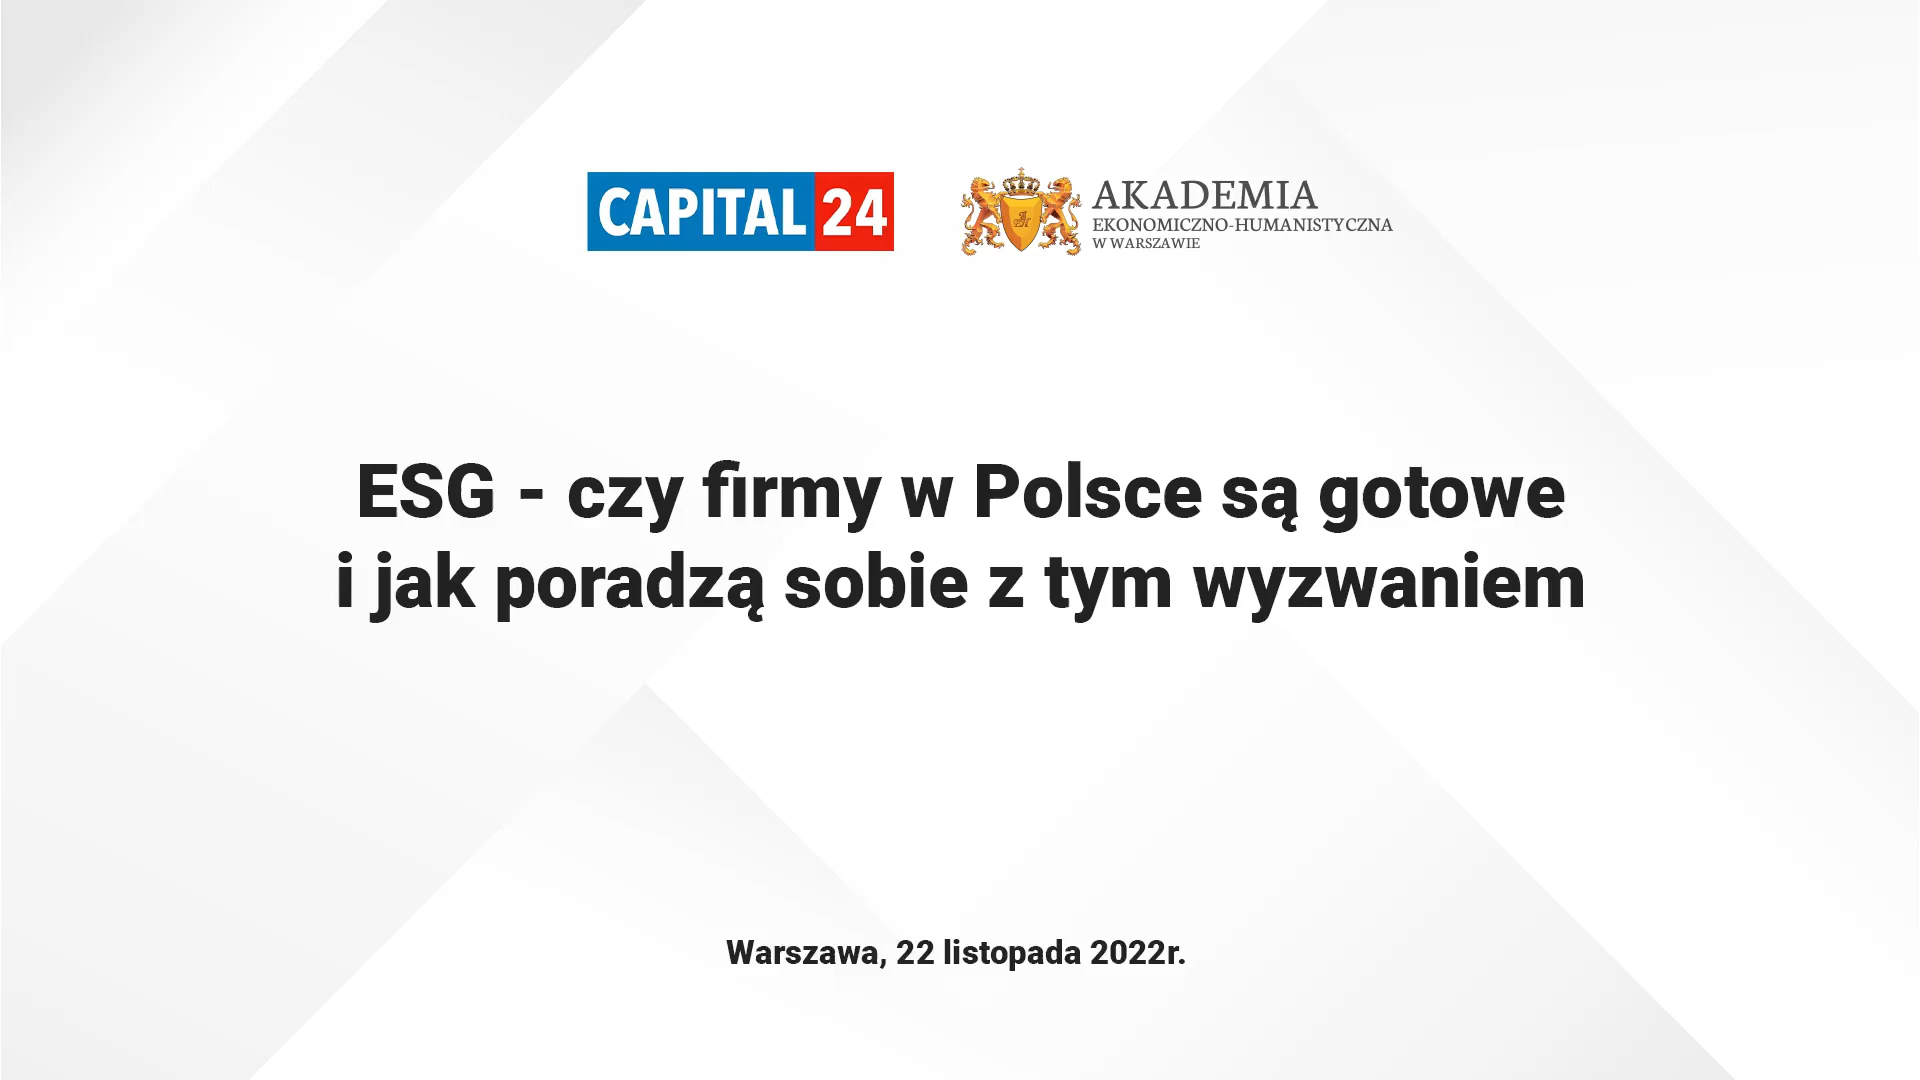 CAPITAL 24
AKADEMIA
EKONOMICZNO-HUMANISTYCZNA
W WARSZAWIE
ESG - czy firmy w Polsce są gotowe
i jak poradzą sobie z tym wyzwaniem
Warszawa, 22 listopada 2022r.